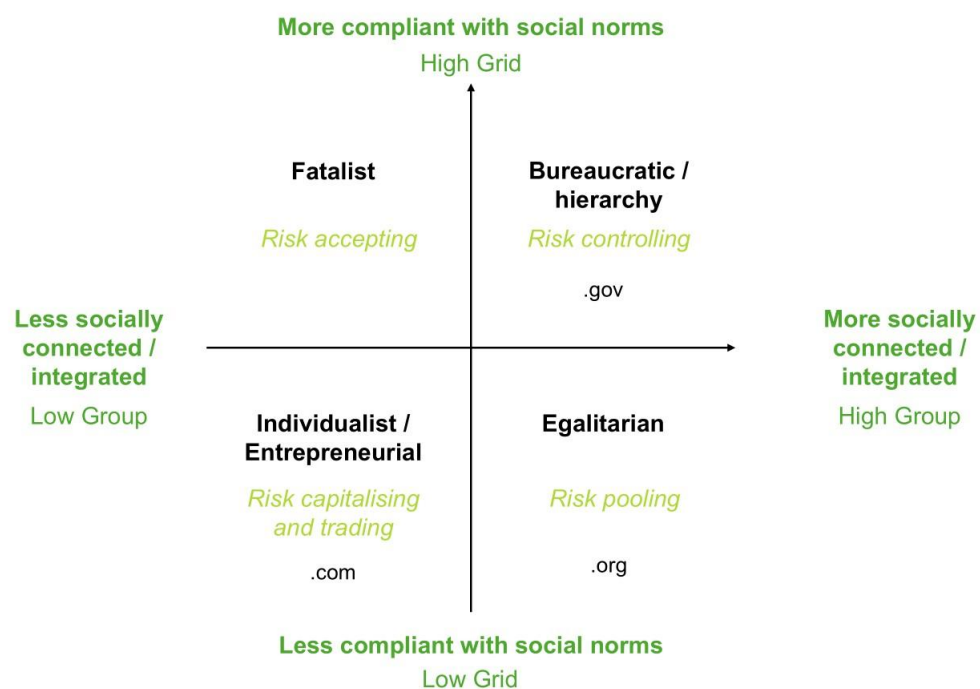 More compliant with social norms
High Grid
Fatalist
Risk accepting
Bureaucratic /
hierarchy
Risk controlling
.gov
Less socially
connected /
integrated
Low Group
More socially
connected /
integrated
High Group
Individualist /
Entrepreneurial
Risk capitalising
and trading
.com
Egalitarian
Risk pooling
.org
Less compliant with social norms
Low Grid